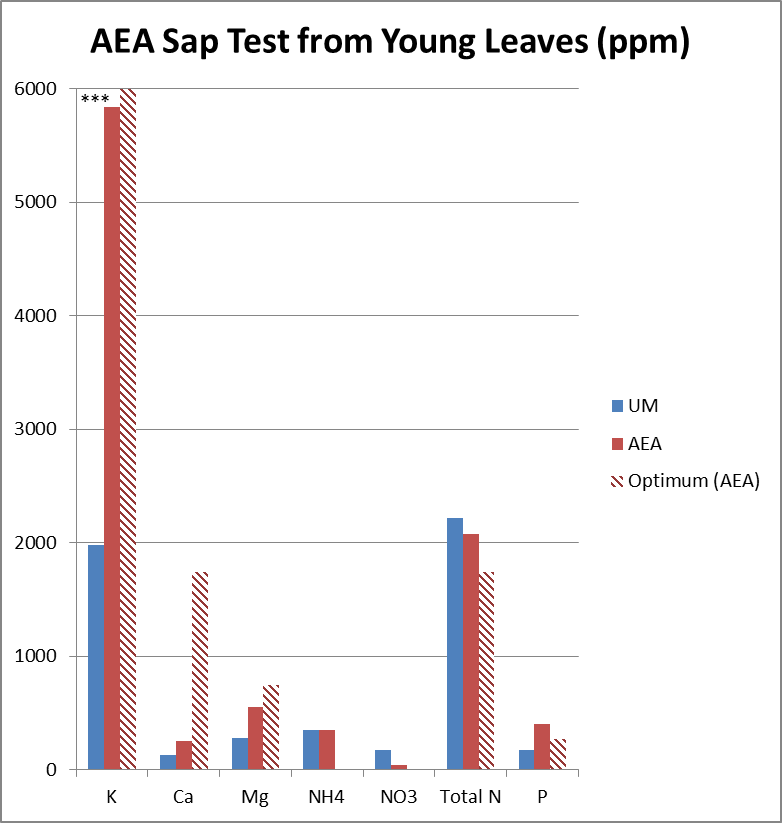 AEA Sap Test from Young Leaves (ppm)
6000
***
5000
4000
3000
2000
1000
0
K Ca Mg NH4 NO3 Total N P
UM
AEA
Optimum (AEA)